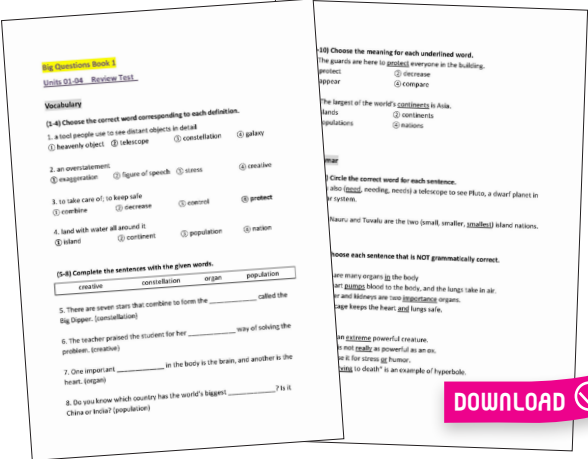 Big Questions Book 1
Units 01-04 Review Test
Vocabulary
(1-4) Choose the correct word corresponding to each definition.
1. a tool people use to see distant objects in detail
① heavenly object ② telescope ③ constellation ④ galaxy
2. an overstatement
① exaggeration ② figure of speech ③ stress ④ creative
3. to take care of; to keep safe
① combine ② decrease ③ control ④ protect
4. land with water all around it
① island ② continent ③ population ④ nation
(5-8) Complete the sentences with the given words.
creative constellation organ population
5. There are seven stars that combine to form the ____________ called the
Big Dipper. (constellation)
6. The teacher praised the student for her ____________ way of solving the
problem. (creative)
7. One important ____________ in the body is the brain, and another is the
heart. (organ)
8. Do you know which country has the world's biggest ____________? Is it
China or India? (population)
-10) Choose the meaning for each underlined word.
The guards are here to protect everyone in the building.
protect ② decrease
appear ④ compare
The largest of the world's continents is Asia.
lands ② continents
opulations ④ nations
mar
) Circle the correct word for each sentence.
also (need, needing, needs) a telescope to see Pluto, a dwarf planet in
ar system.
Nauru and Tuvalu are the two (small, smaller, smallest) island nations.
hoose each sentence that is NOT grammatically correct.
are many organs in the body
art pumps blood to the body, and the lungs take in air.
er and kidneys are two importance organs.
cage keeps the heart and lungs safe.
an extreme powerful creature.
is not really as powerful as an ox.
se it for stress or humor.
ving to death" is an example of hyperbole.
DOWNLOAD